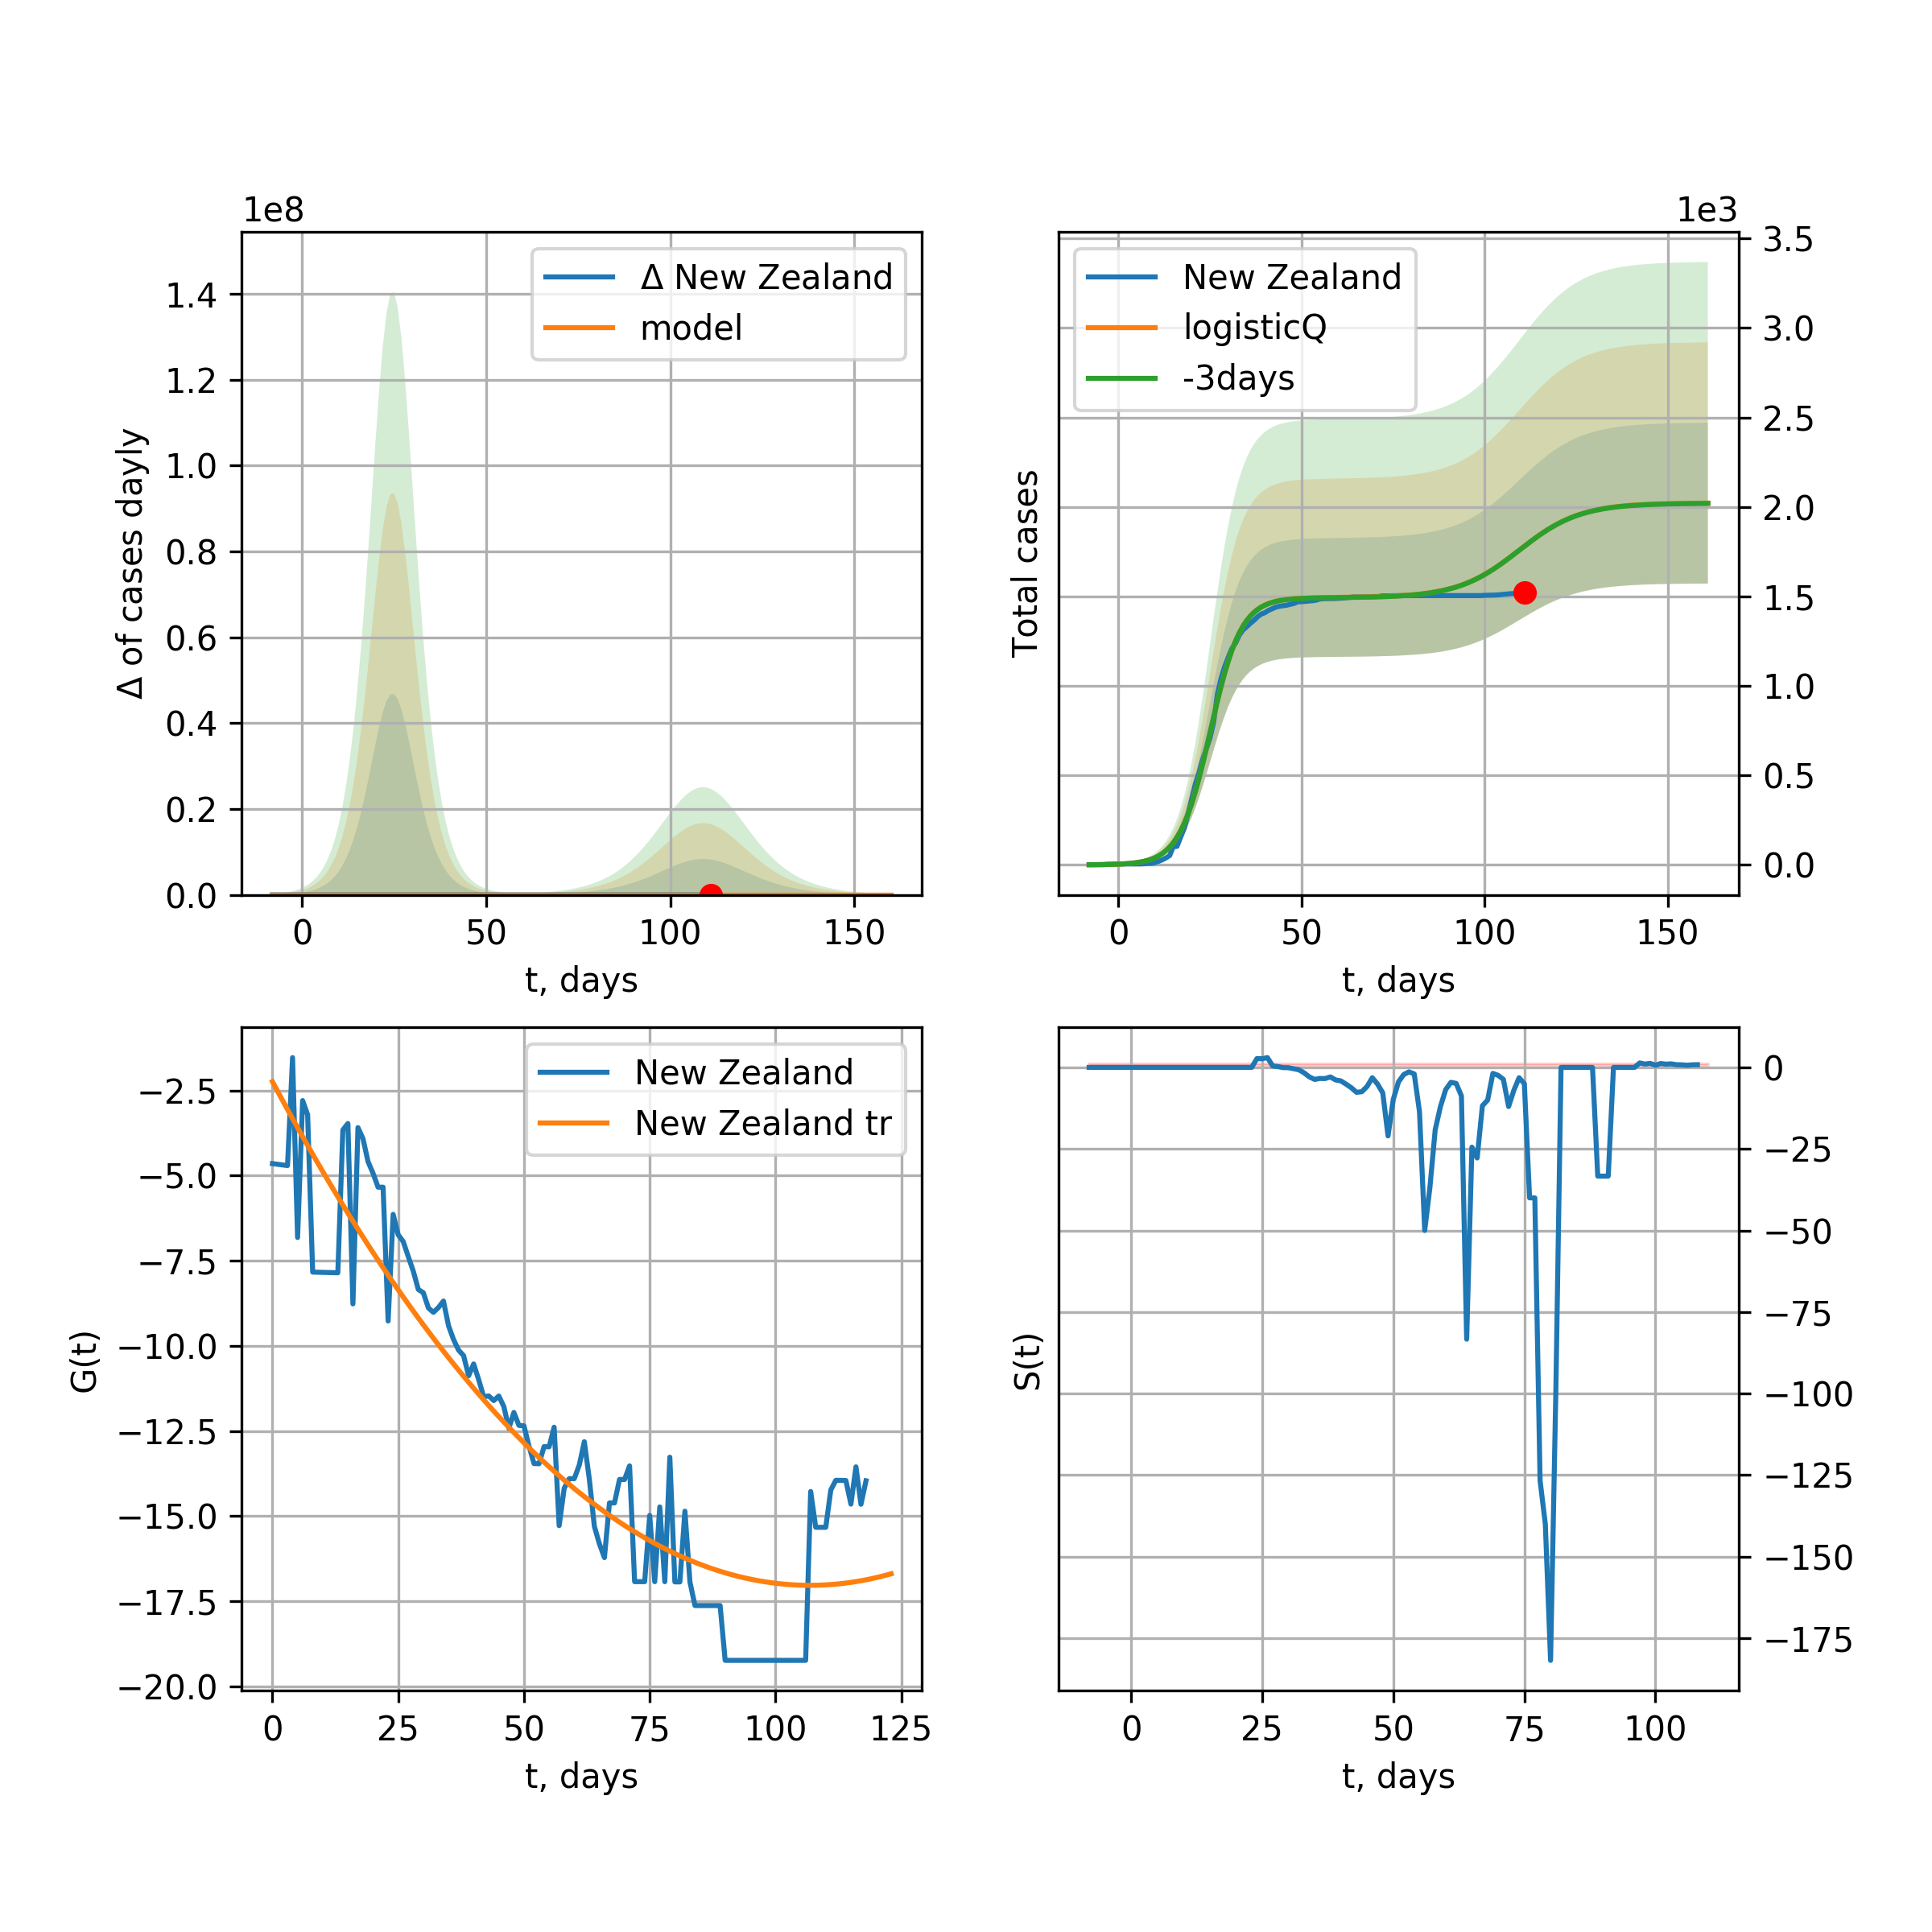 1e8
Δ New Zealand
model
1.4
1.2
1.0
0.8
0.6
0.4
0.2
0.0
Δ of cases dayly
0 50 100 150
t, days
1e3
New Zealand
logisticQ
-3days
3.5
3.0
2.5
2.0
1.5
1.0
0.5
0.0
Total cases
0 50 100 150
t, days
New Zealand
New Zealand tr
−2.5
−5.0
−7.5
−10.0
−12.5
−15.0
−17.5
−20.0
G(t)
0 25 50 75 100 125
t, days
0
−25
−50
−75
−100
−125
−150
−175
S(t)
0 25 50 75 100
t, days